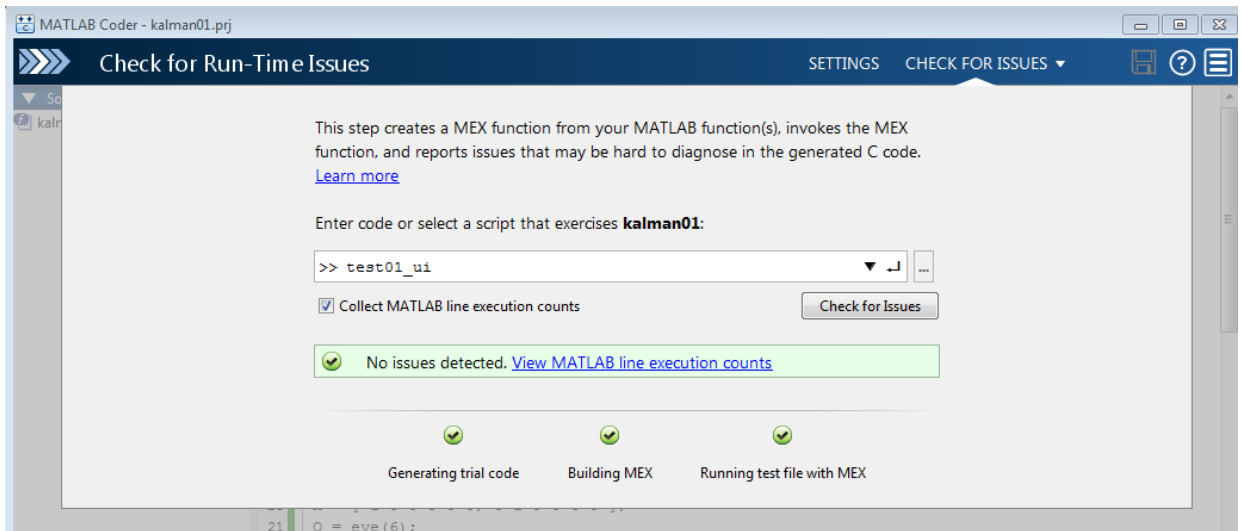 MATLAB Coder - kalman01.prj
Check for Run-Time Issues
SETTINGS
CHECK FOR ISSUES
This step creates a MEX function from your MATLAB function(s), invokes the MEX
function, and reports issues that may be hard to diagnose in the generated C code.
Learn more
Enter code or select a script that exercises kalman01:
>> test01_ui
...
Collect MATLAB line execution counts
Check for Issues
No issues detected. View MATLAB line execution counts
Generating trial code
Building MEX
Running test file with MEX
21 Q = eye(6);